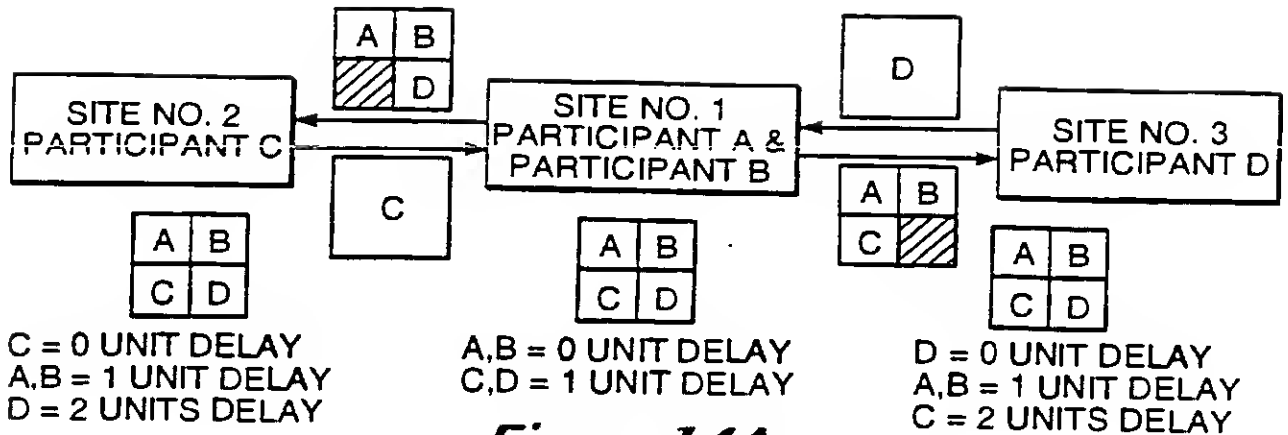 A B
D
D
SITE NO. 2
PARTICIPANT C
SITE NO. 1
PARTICIPANT A &
PARTICIPANT B
SITE NO. 3
PARTICIPANT D
C
A B
C
A B
C D
A B
C D
A B
C D
C = 0 UNIT DELAY
A,B = 1 UNIT DELAY
D = 2 UNITS DELAY
A,B = 0 UNIT DELAY
C,D = 1 UNIT DELAY
D = 0 UNIT DELAY
A,B = 1 UNIT DELAY
C = 2 UNITS DELAY
Figure